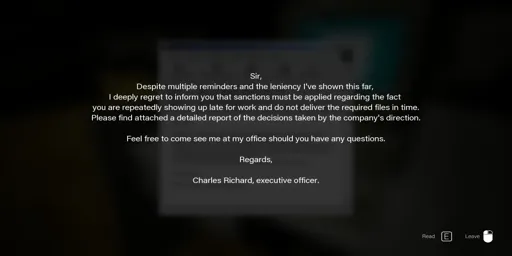 Sir,
Despite multiple reminders and the leniency I've shown this far,
I deeply regret to inform you that sanctions must be applied regarding the fact
you are repeatedly showing up late for work and do not deliver the required files in time.
Please find attached a detailed report of the decisions taken by the company's direction.
Feel free to come see me at my office should you have any questions.
Regards,
Charles Richard, executive officer.
Read E Leave